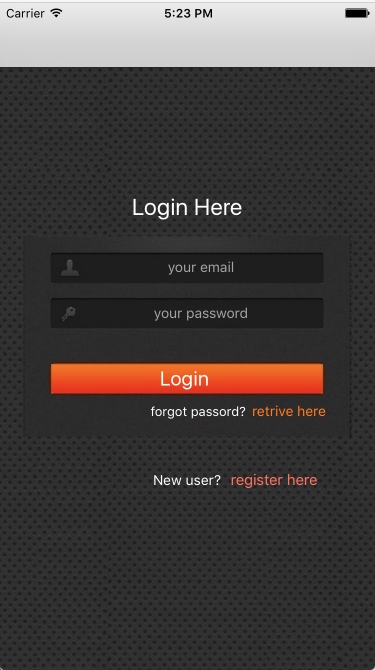 Carrier 5:23 PM
Login Here
your email
your password
Login
forgot passord? retrive here
New user? register here